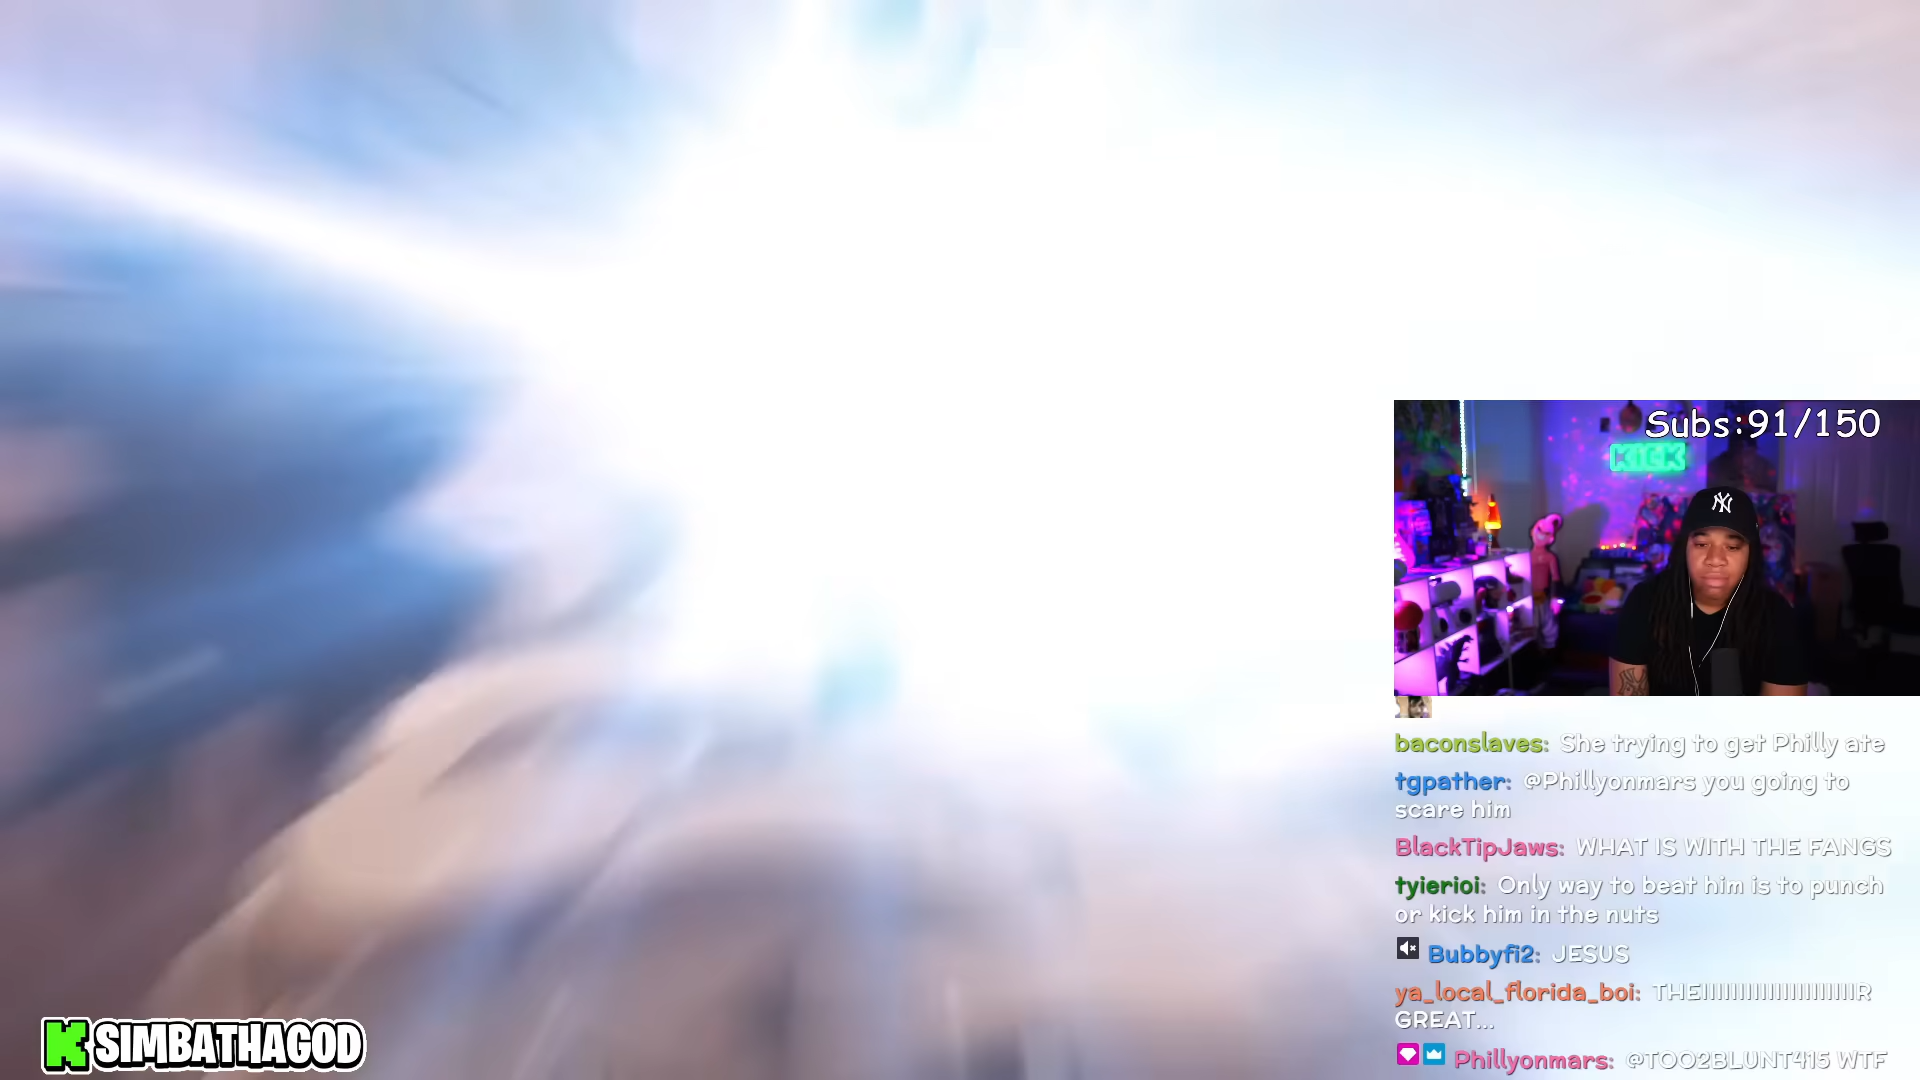 Subs:91/150
KICK
NY
baconslaves: She trying to get Philly ate
tgpather: @Phillyonmars you going to
scare him
BlackTipJaws: WHAT IS WITH THE FANGS
tyierioi: Only way to beat him is to punch
or kick him in the nuts
Bubbyfi2: JESUS
ya_local_florida_boi: THEIIIIIIIIIIIIIIIIIIIIIIR
GREAT...
Phillyonmars: @TOO2BLUNT415 WTF
K SIMBATHAGOD